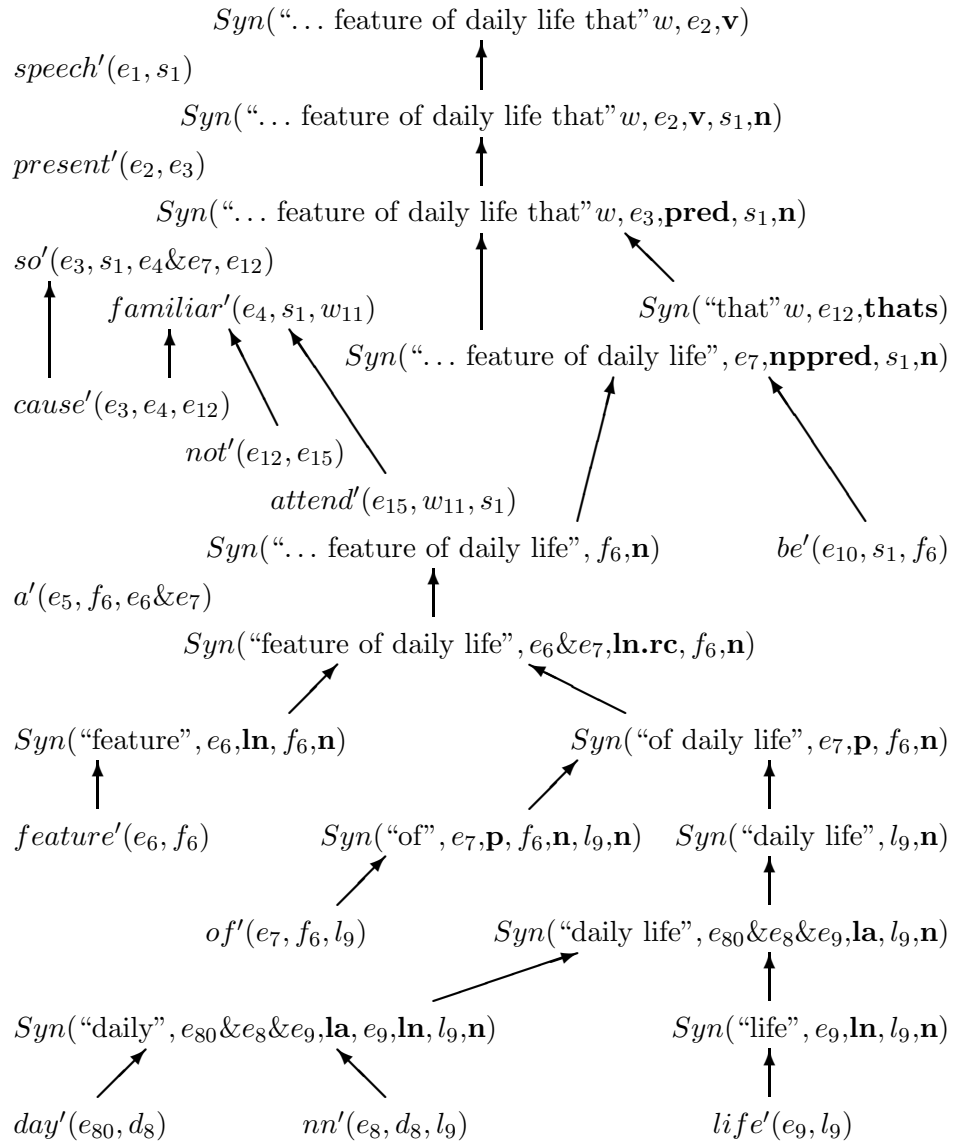 Syn(“… feature of daily life that”w, e₂,v)
speech′(e₁, s₁)
Syn(“… feature of daily life that”w, e₂,v, s₁,n)
present′(e₂, e₃)
Syn(“… feature of daily life that”w, e₃,pred, s₁,n)
so′(e₃, s₁, e₄&e₇, e₁₂)
familiar′(e₄, s₁, w₁₁) Syn(“that”w, e₁₂,thats)
Syn(“… feature of daily life”, e₇,nppred, s₁,n)
cause′(e₃, e₄, e₁₂)
not′(e₁₂, e₁₅)
attend′(e₁₅, w₁₁, s₁)
Syn(“… feature of daily life”, f₆,n) be′(e₁₀, s₁, f₆)
a′(e₅, f₆, e₆&e₇)
Syn(“feature of daily life”, e₆&e₇,ln.rc, f₆,n)
Syn(“feature”, e₆,ln, f₆,n) Syn(“of daily life”, e₇,p, f₆,n)
feature′(e₆, f₆) Syn(“of”, e₇,p, f₆,n, l₉,n) Syn(“daily life”, l₉,n)
of′(e₇, f₆, l₉) Syn(“daily life”, e₈₀&e₈&e₉,la, l₉,n)
Syn(“daily”, e₈₀&e₈&e₉,la, e₉,ln, l₉,n) Syn(“life”, e₉,ln, l₉,n)
day′(e₈₀, d₈) nn′(e₈, d₈, l₉) life′(e₉, l₉)